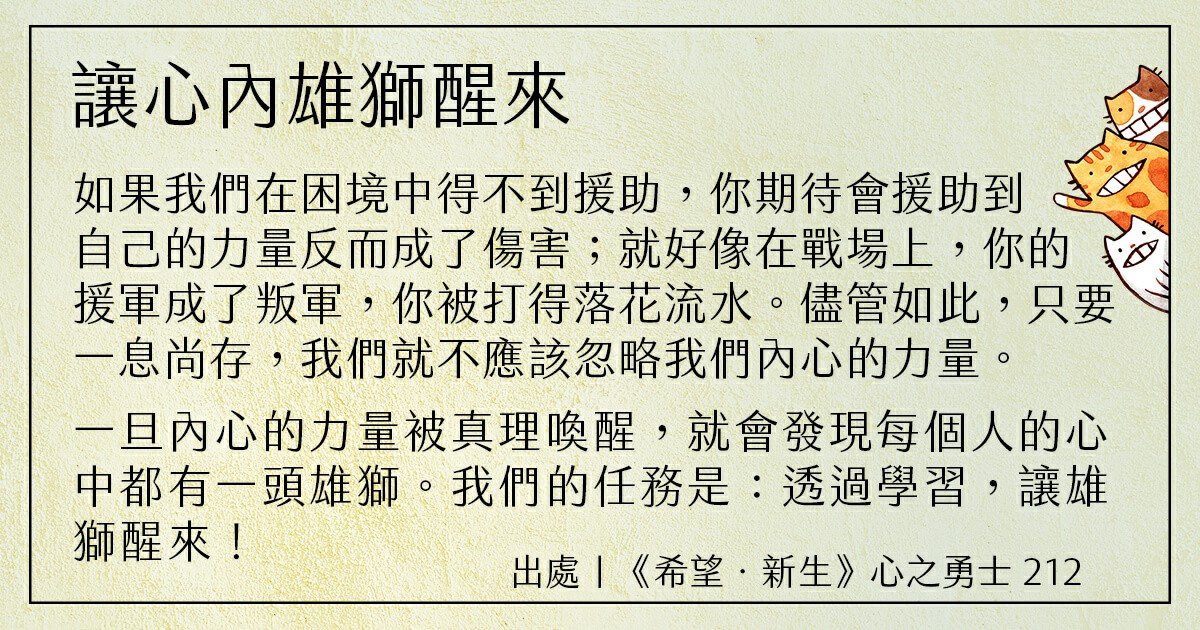 讓心內雄獅醒來
如果我們在困境中得不到援助，你期待會援助到
自己的力量反而成了傷害；就好像在戰場上，你的
援軍成了叛軍，你被打得落花流水。儘管如此，只要
一息尚存，我們就不應該忽略我們內心的力量。
一旦內心的力量被真理喚醒，就會發現每個人的心
中都有一頭雄獅。我們的任務是：透過學習，讓雄
獅醒來！
出處｜《希望．新生》心之勇士 212